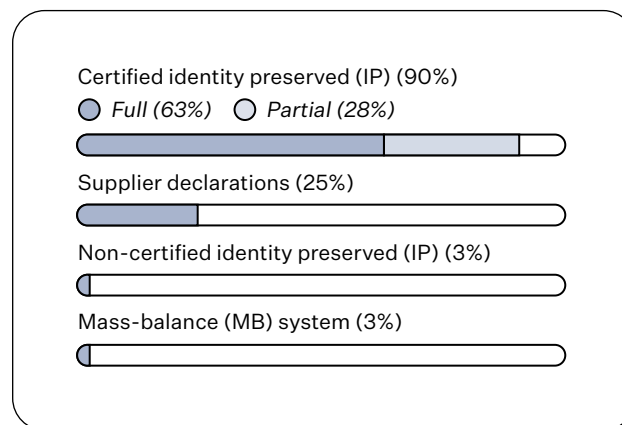 Certified identity preserved (IP) (90%)
Full (63%) Partial (28%)
Supplier declarations (25%)
Non-certified identity preserved (IP) (3%)
Mass-balance (MB) system (3%)